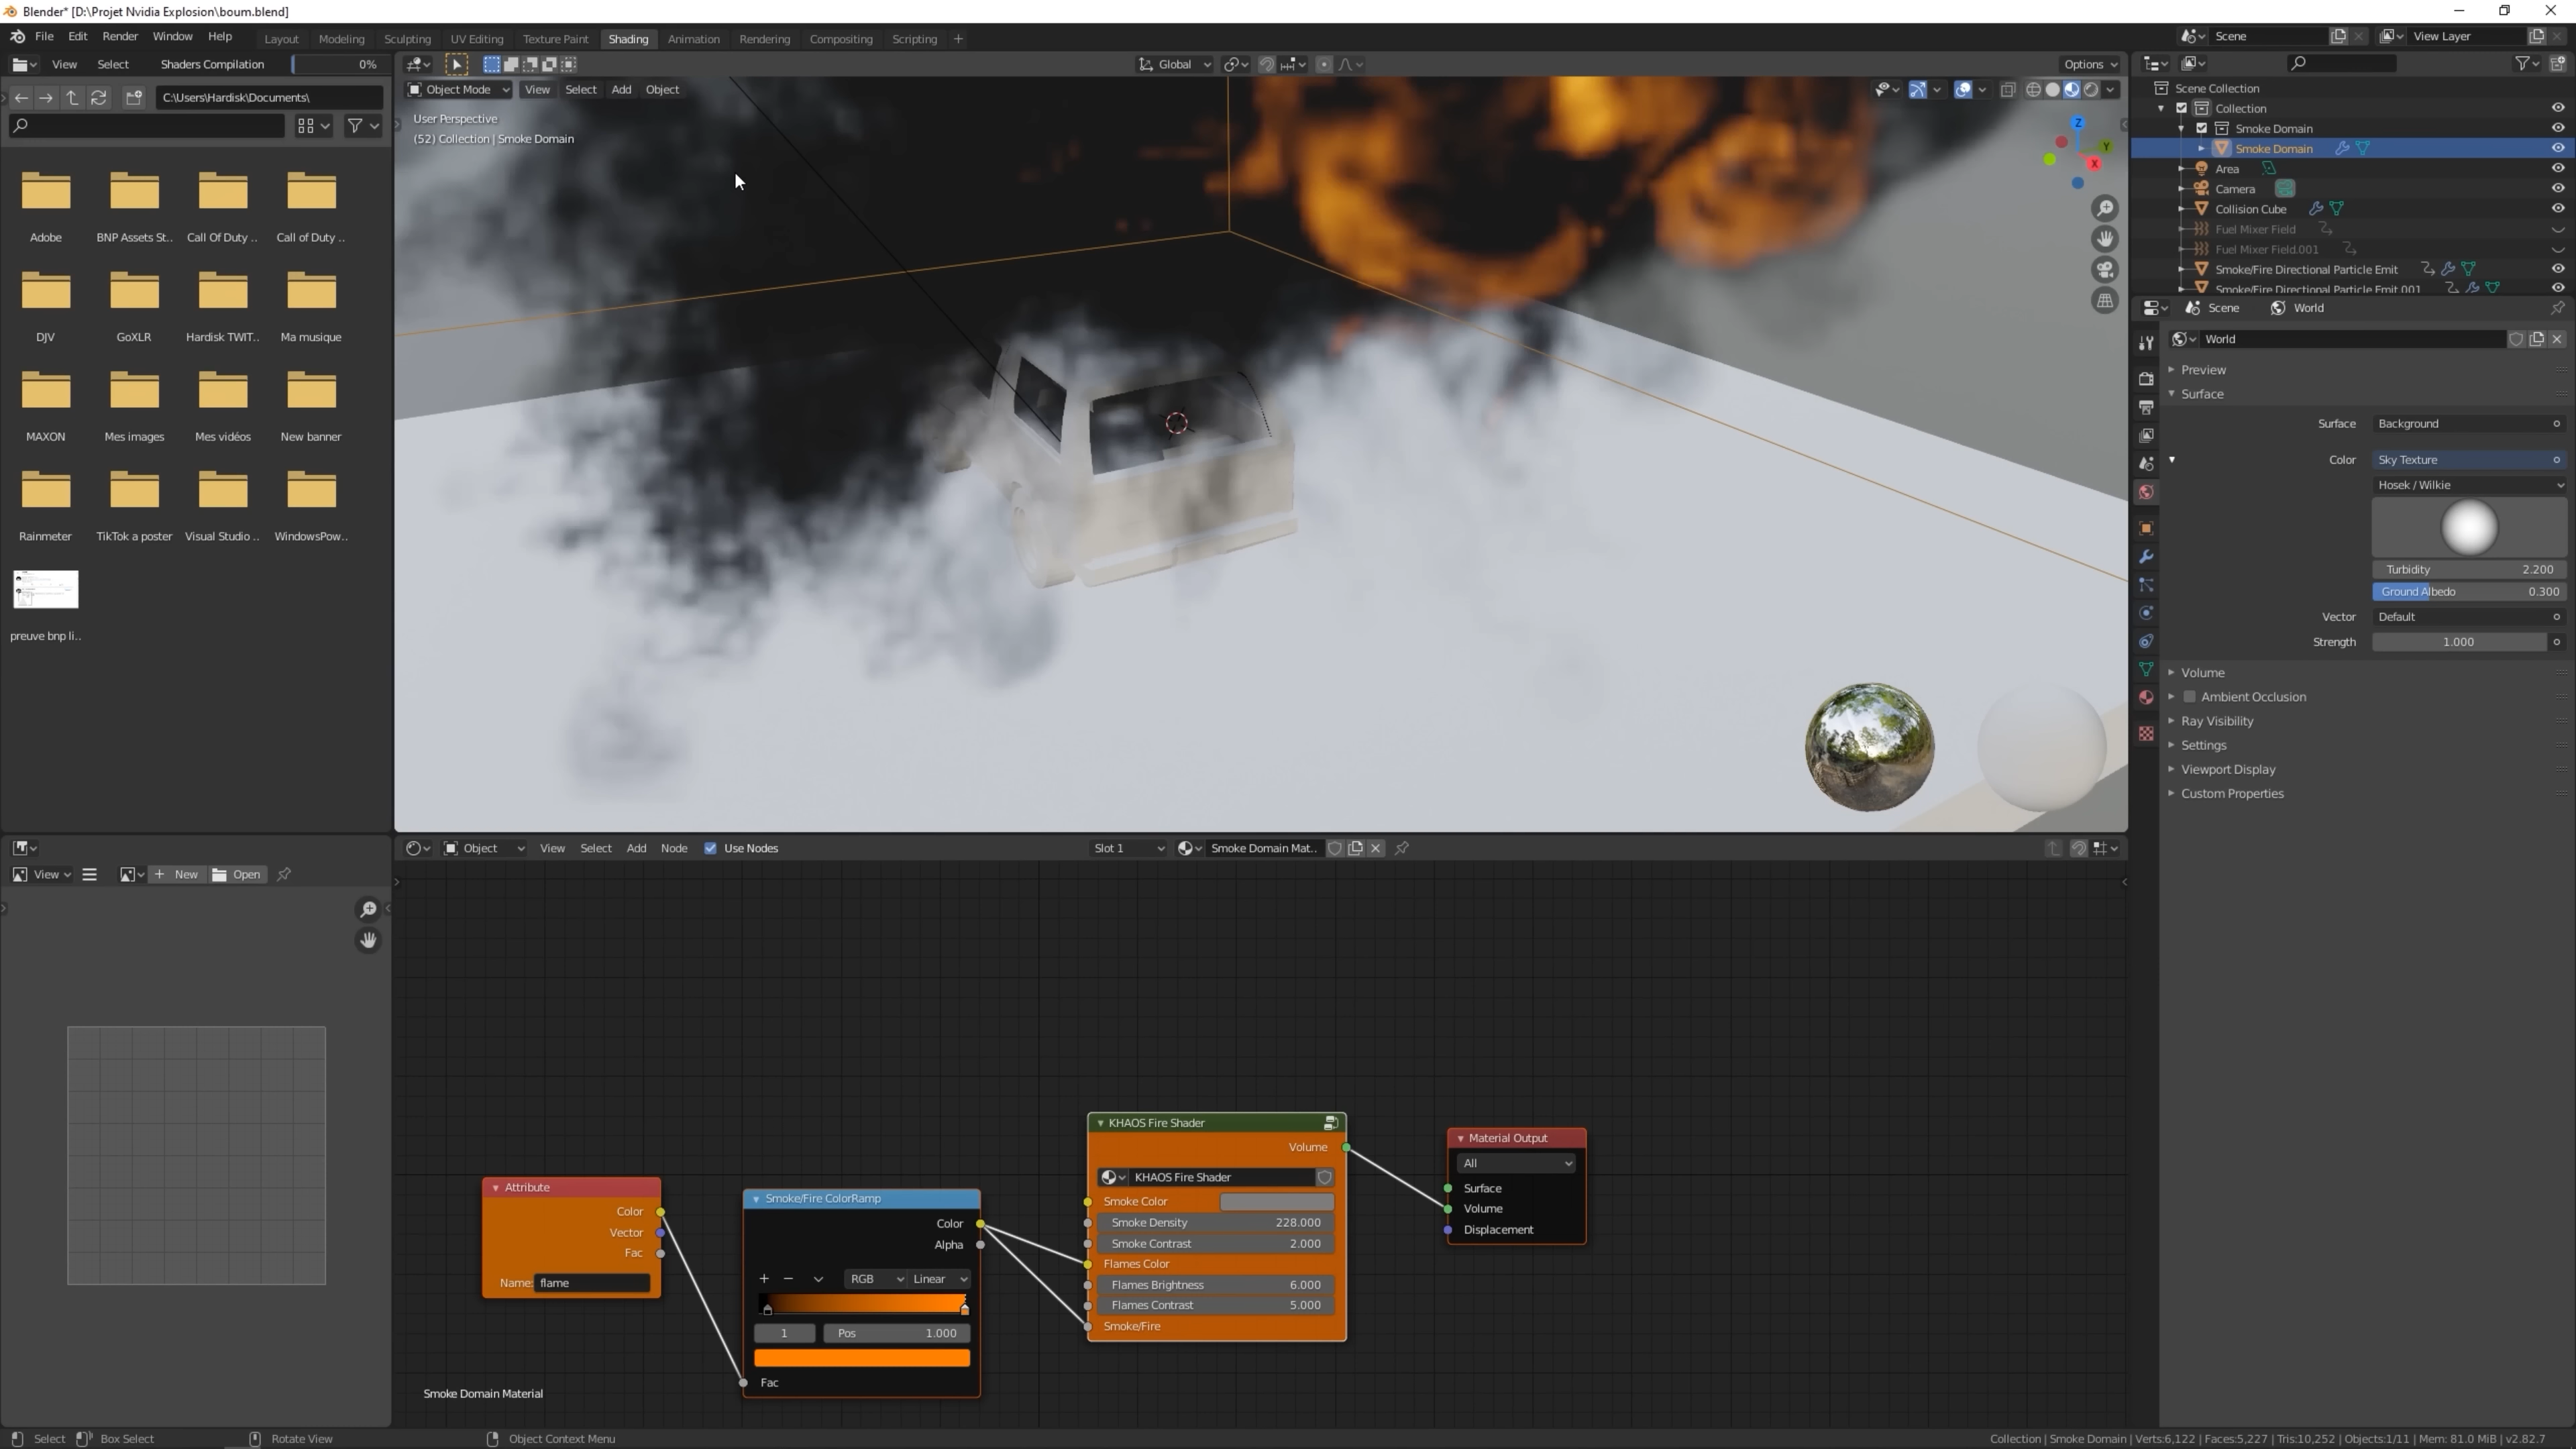 Blender* [D:\Projet Nvidia Explosion\boum.blend]
File Edit Render Window Help Layout Modeling Sculpting UV Editing Texture Paint Shading Animation Rendering Compositing Scripting + Scene View Layer
View Select Shaders Compilation 0% Global Options
C:\Users\Hardisk\Documents\ Object Mode View Select Add Object
User Perspective
(52) Collection | Smoke Domain
Z
Y
X
Adobe BNP Assets St.. Call Of Duty .. Call of Duty ..
DJV GoXLR Hardisk TWIT.. Ma musique
MAXON Mes images Mes vidéos New banner
Rainmeter TikTok a poster Visual Studio .. WindowsPow..
preuve bnp li..
Scene Collection
Collection
Smoke Domain
Smoke Domain
Area
Camera
Collision Cube
Fuel Mixer Field
Fuel Mixer Field.001
Smoke/Fire Directional Particle Emit
Smoke/Fire Directional Particle Emit.001
Scene World
World
Preview
Surface
Surface Background
Color Sky Texture
Hosek / Wilkie
Turbidity 2.200
Ground Albedo 0.300
Vector Default
Strength 1.000
Volume
Ambient Occlusion
Ray Visibility
Settings
Viewport Display
Custom Properties
Object View Select Add Node Use Nodes Slot 1 Smoke Domain Mat..
View + New Open
Attribute
Color
Vector
Fac
Name: flame
Smoke/Fire ColorRamp
Color
Alpha
+ − RGB Linear
1 Pos 1.000
Fac
KHAOS Fire Shader
Volume
KHAOS Fire Shader
Smoke Color
Smoke Density 228.000
Smoke Contrast 2.000
Flames Color
Flames Brightness 6.000
Flames Contrast 5.000
Smoke/Fire
Material Output
All
Surface
Volume
Displacement
Smoke Domain Material
Select Box Select Rotate View Object Context Menu Collection | Smoke Domain | Verts:6,122 | Faces:5,227 | Tris:10,252 | Objects:1/11 | Mem: 81.0 MiB | v2.82.7